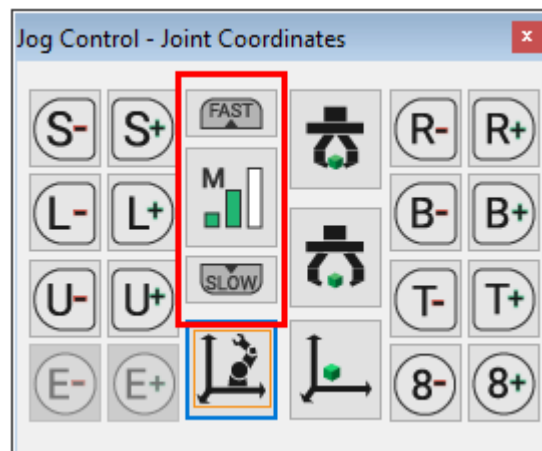 Jog Control - Joint Coordinates x
S- S+ FAST R- R+
L- L+ M B- B+
U- U+ SLOW T- T+
E- E+ 8- 8+